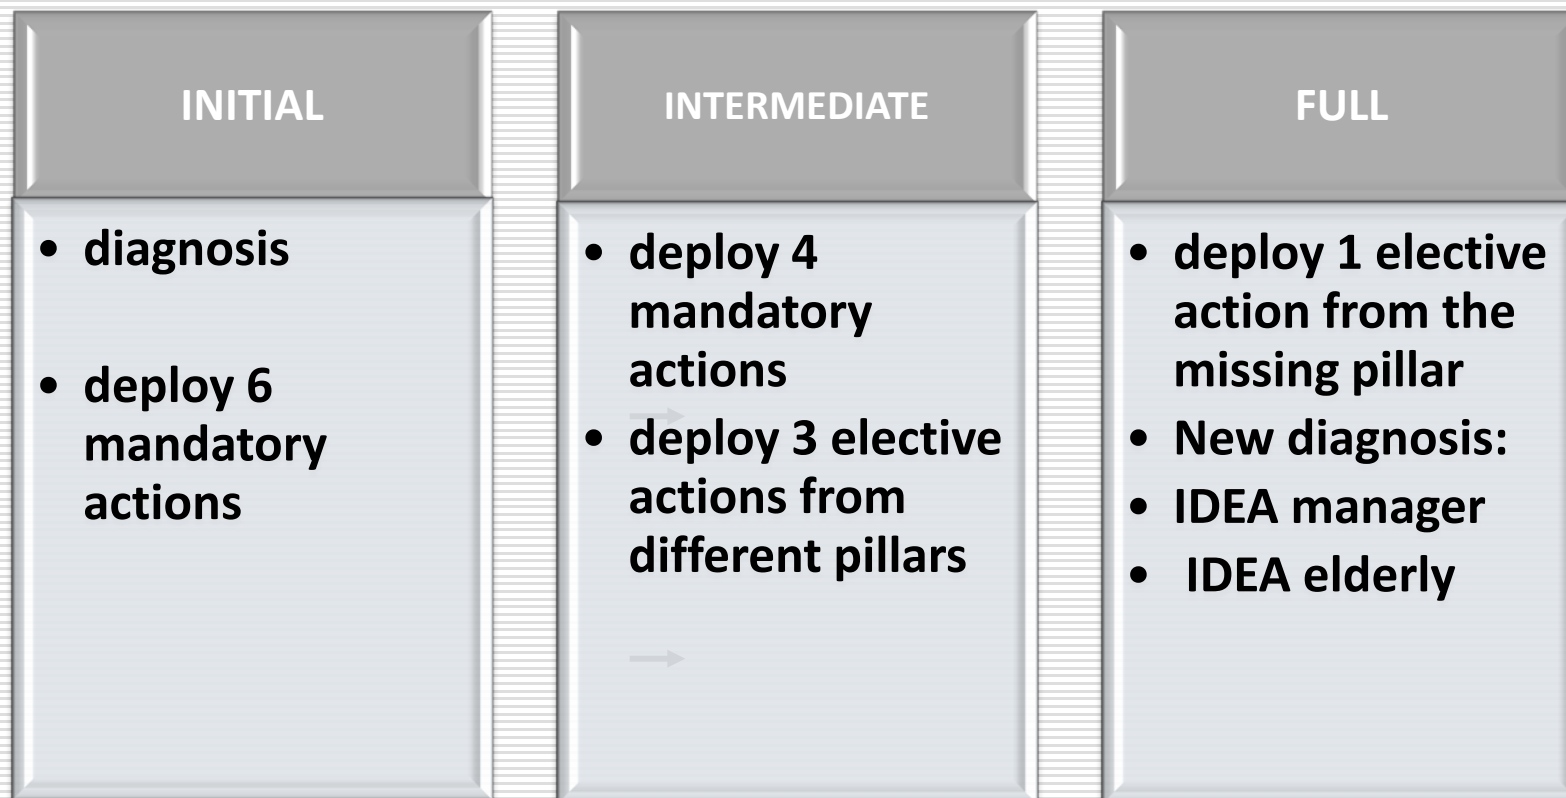 INITIAL
• diagnosis
• deploy 6
mandatory
actions
INTERMEDIATE
• deploy 4
mandatory
actions
• deploy 3 elective
actions from
different pillars
FULL
• deploy 1 elective
action from the
missing pillar
• New diagnosis:
• IDEA manager
• IDEA elderly